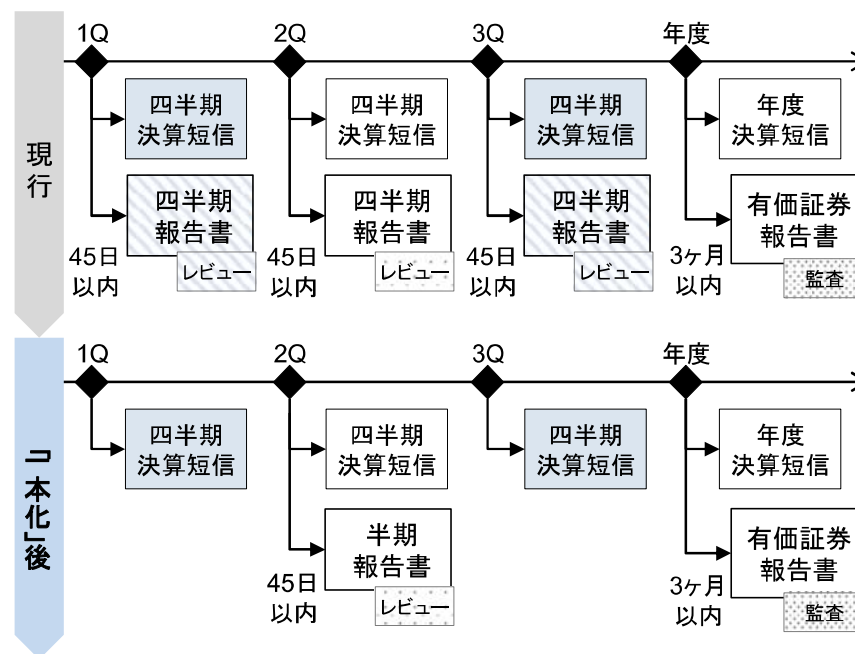 現行
1Q
2Q
3Q
年度
四半期
決算短信
四半期
決算短信
四半期
決算短信
年度
決算短信
四半期
報告書
レビュー
45日
以内
四半期
報告書
レビュー
45日
以内
四半期
報告書
レビュー
45日
以内
有価証券
報告書
監査
3ヶ月
以内
「一本化」後
1Q
2Q
3Q
年度
四半期
決算短信
四半期
決算短信
四半期
決算短信
年度
決算短信
半期
報告書
レビュー
45日
以内
有価証券
報告書
監査
3ヶ月
以内